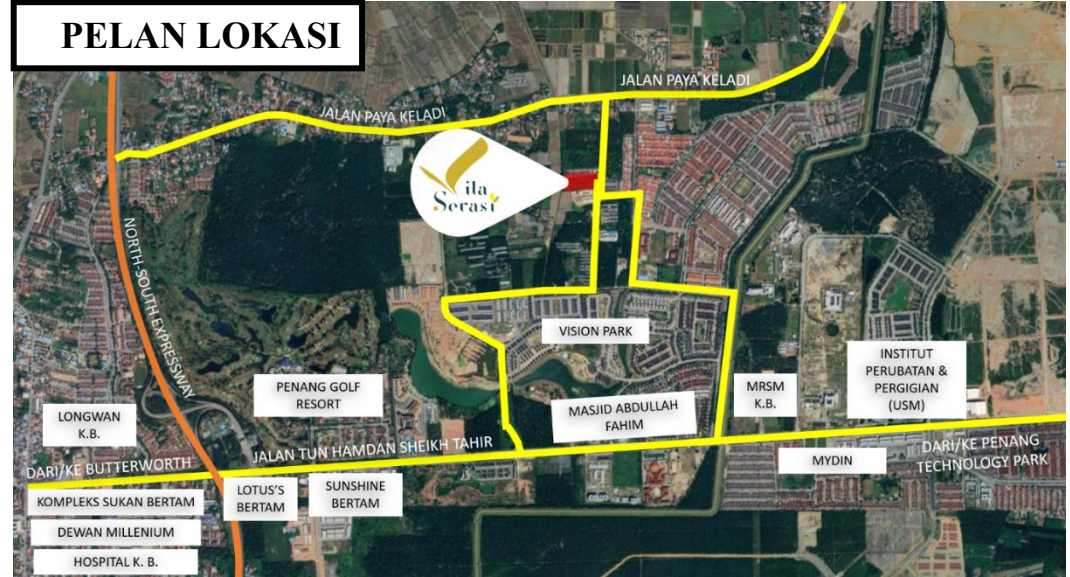 PELAN LOKASI
JALAN PAYA KELADI
JALAN PAYA KELADI
Vila
Serasi
NORTH-SOUTH EXPRESSWAY
VISION PARK
PENANG GOLF
RESORT
MASJID ABDULLAH
FAHIM
MRSM
K.B.
INSTITUT
PERUBATAN &
PERGIGIAN
(USM)
LONGWAN
K.B.
JALAN TUN HAMDAN SHEIKH TAHIR
DARI/KE BUTTERWORTH
DARI/KE PENANG
TECHNOLOGY PARK
MYDIN
KOMPLEKS SUKAN BERTAM
LOTUS'S
BERTAM
SUNSHINE
BERTAM
DEWAN MILLENIUM
HOSPITAL K. B.